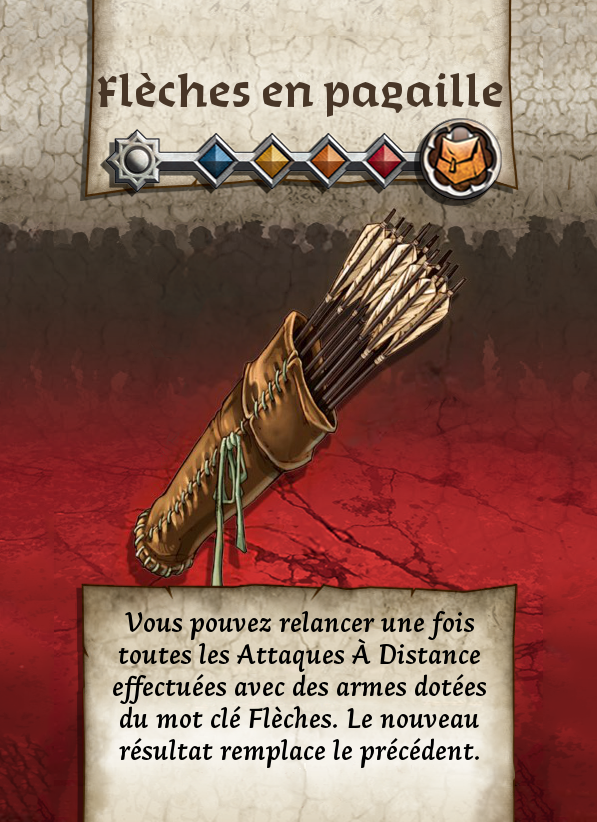 Flèches en pagaille
Vous pouvez relancer une fois
toutes les Attaques À Distance
effectuées avec des armes dotées
du mot clé Flèches. Le nouveau
résultat remplace le précédent.